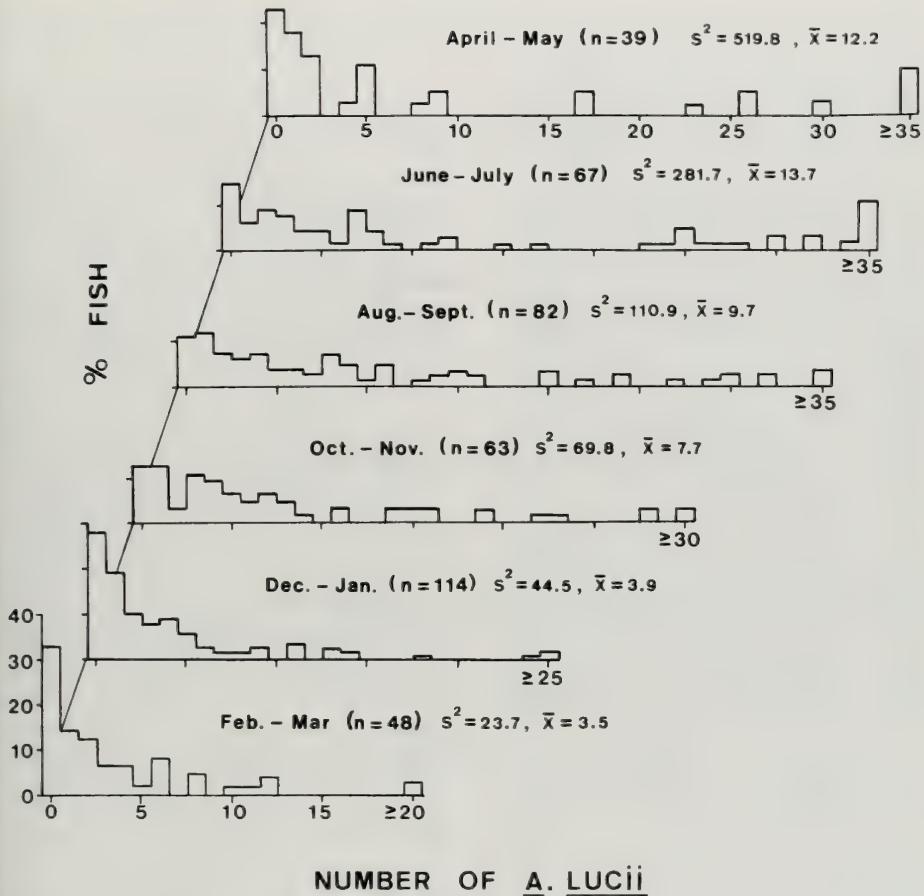 April – May (n=39) S² = 519.8 , X̄ = 12.2
0 5 10 15 20 25 30 ≥35
June – July (n=67) S² = 281.7, X̄ = 13.7
≥35
% FISH
Aug. – Sept. (n=82) S² = 110.9, X̄ = 9.7
≥35
Oct. – Nov. (n=63) S² = 69.8 , X̄ = 7.7
≥30
Dec. – Jan. (n=114) S² = 44.5, X̄ = 3.9
≥25
40
30
20
10
0
Feb. – Mar (n=48) S² = 23.7, X̄ = 3.5
0 5 10 15 ≥20
NUMBER OF A. LUCii